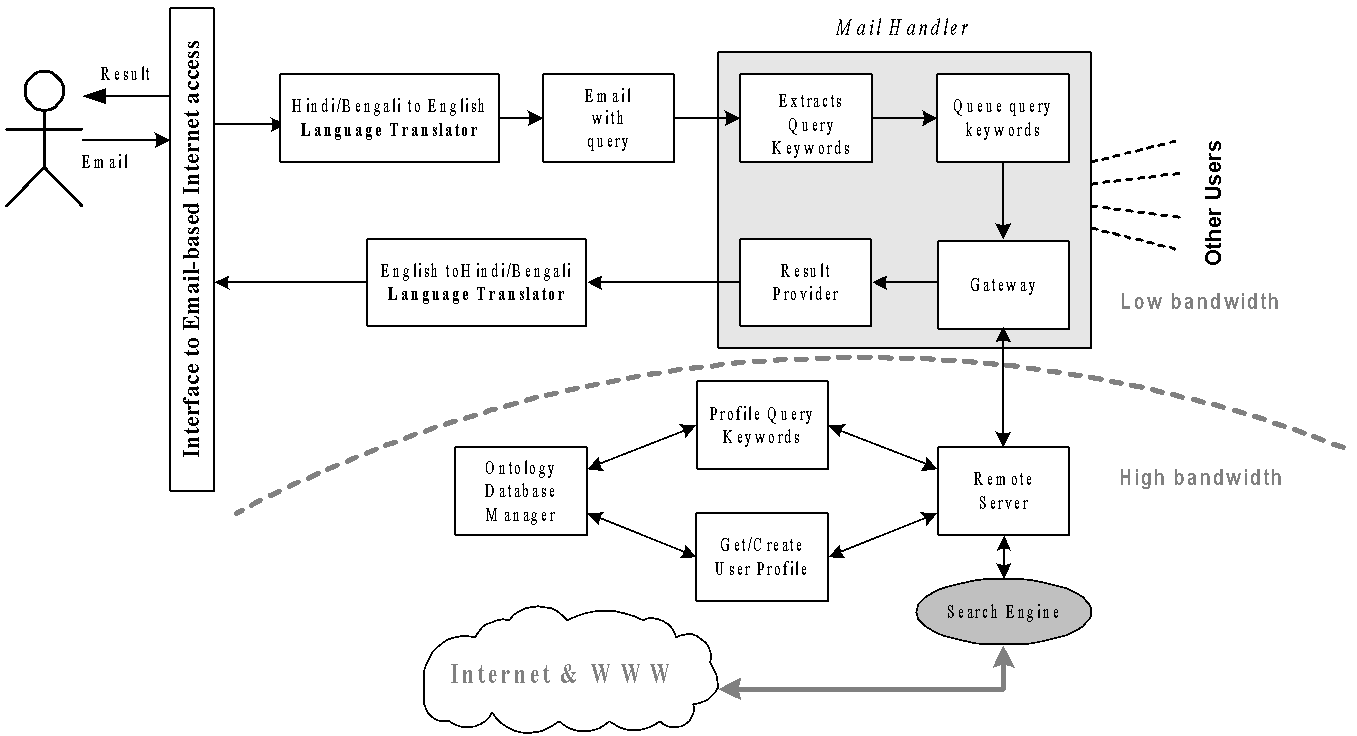 Mail Handler
Result
Email
Interface to Email-based Internet access
Hindi/Bengali to English
Language Translator
Email
with
query
Extracts
Query
Keywords
Queue query
keywords
Other Users
English toHindi/Bengali
Language Translator
Result
Provider
Gateway
Low bandwidth
Profile Query
Keywords
Ontology
Database
Manager
Remote
Server
High bandwidth
Get/Create
User Profile
Search Engine
Internet & WWW